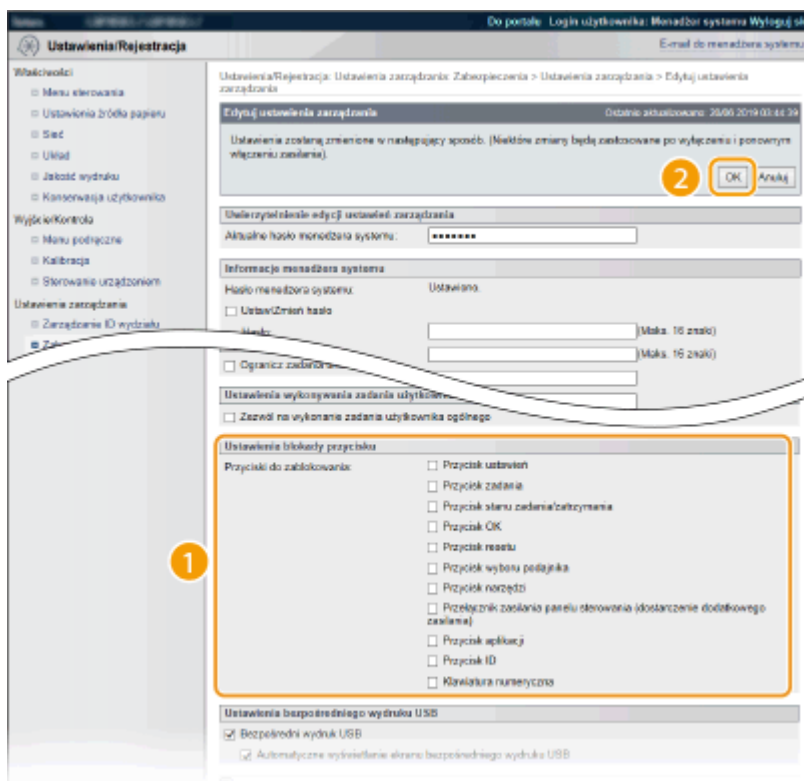 Do portalu Login użytkownika: Menadżer systemu Wyloguj si
Ustawienia/Rejestracja
E-mail do menadżera systemu
Właściwości
Menu sterowania
Ustawienia źródła papieru
Sieć
Układ
Jakość wydruku
Konserwacja użytkownika
Wyjście/Kontrola
Menu podręczne
Kalibracja
Sterowanie urządzeniem
Ustawienia zarządzania
Zarządzanie ID wydziału
Ustawienia/Rejestracja: Ustawienia zarządzania: Zabezpieczenia > Ustawienia zarządzania > Edytuj ustawienia
zarządzania
Edytuj ustawienia zarządzania
Ostatnio aktualizowano: 26/06 2019 03:44:39
Ustawienia zostaną zmienione w następujący sposób. (Niektóre zmiany będą zastosowane po wyłączeniu i ponownym
włączeniu zasilania).
2
OK
Anuluj
Uwierzytelnienie edycji ustawień zarządzania
Aktualne hasło menedżera systemu:
Informacje menadżera systemu
Hasło menedżera systemu: Ustawiono.
Ustaw/Zmień hasło
Hasło: (Maks. 16 znaki)
(Maks. 16 znaki)
Ogranicz zadania
Ustawienia wykonywania zadania
Zezwól na wykonanie zadania użytkownika ogólnego
1
Ustawienia blokady przycisku
Przyciski do zablokowania:
Przycisk ustawień
Przycisk zadania
Przycisk stanu zadania/zatrzymania
Przycisk OK
Przycisk resetu
Przycisk wyboru podajnika
Przycisk narzędzi
Przełącznik zasilania panelu sterowania (dostarczenie dodatkowego
zasilania)
Przycisk aplikacji
Przycisk ID
Klawiatura numeryczna
Ustawienia bezpośredniego wydruku USB
Bezpośredni wydruk USB
Automatyczne wyświetlanie ekranu bezpośredniego wydruku USB